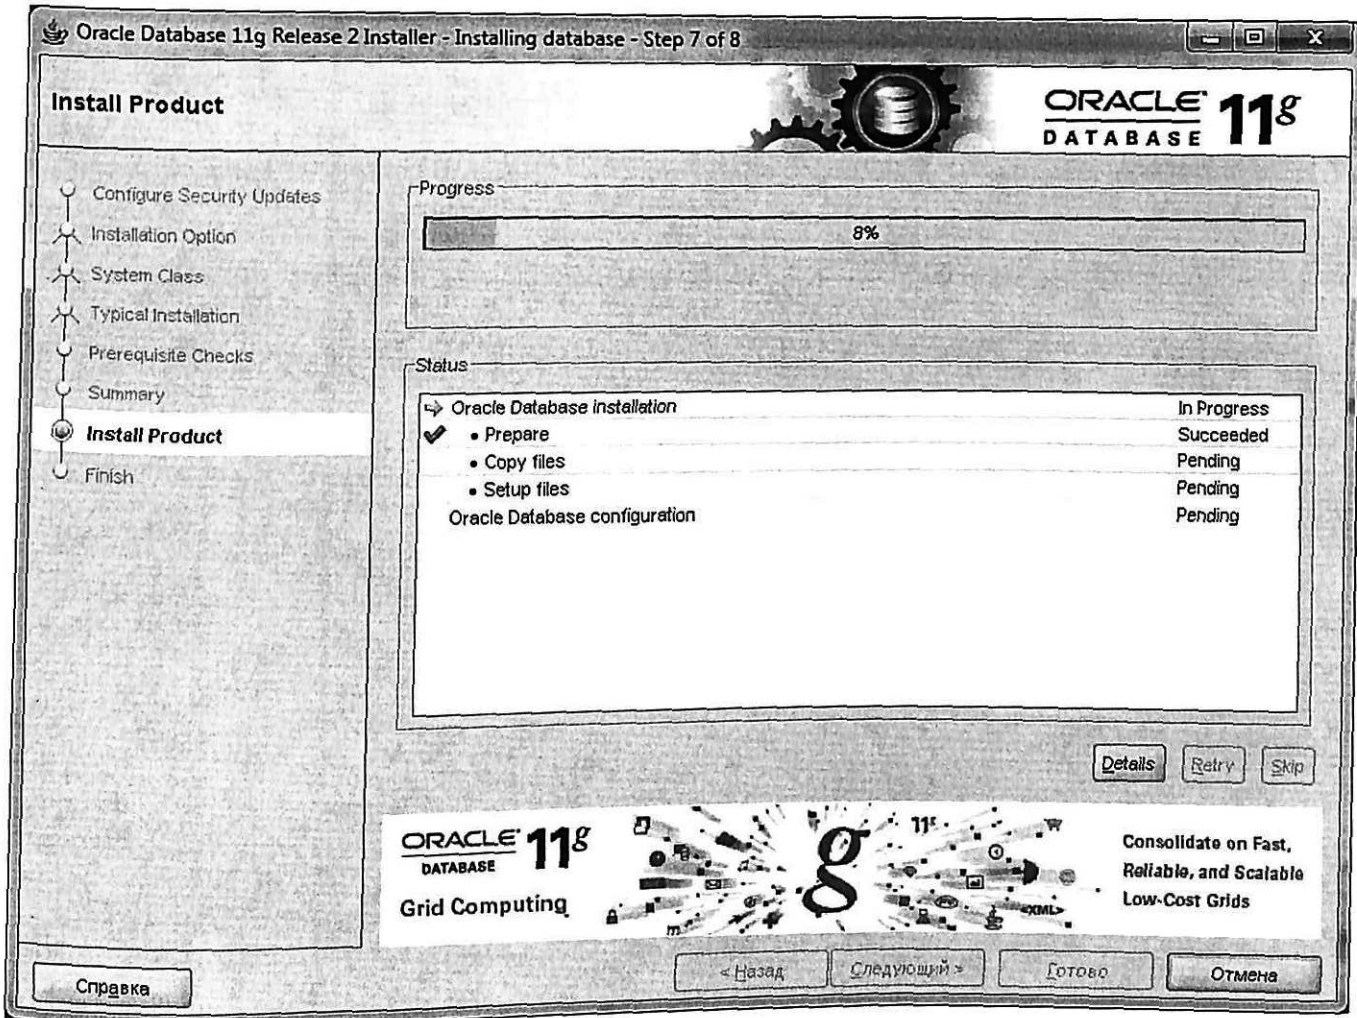 Oracle Database 11g Release 2 Installer - Installing database - Step 7 of 8
Install Product
ORACLE 11g
DATABASE
Configure Security Updates
Installation Option
System Class
Typical Installation
Prerequisite Checks
Summary
Install Product
Finish
Progress
8%
Status
Oracle Database installation In Progress
• Prepare Succeeded
• Copy files Pending
• Setup files Pending
Oracle Database configuration Pending
Details Retry Skip
ORACLE 11g
DATABASE
Grid Computing
g
11g
XML
m
Consolidate on Fast,
Reliable, and Scalable
Low-Cost Grids
Справка
< Назад Следующий > Готово Отмена